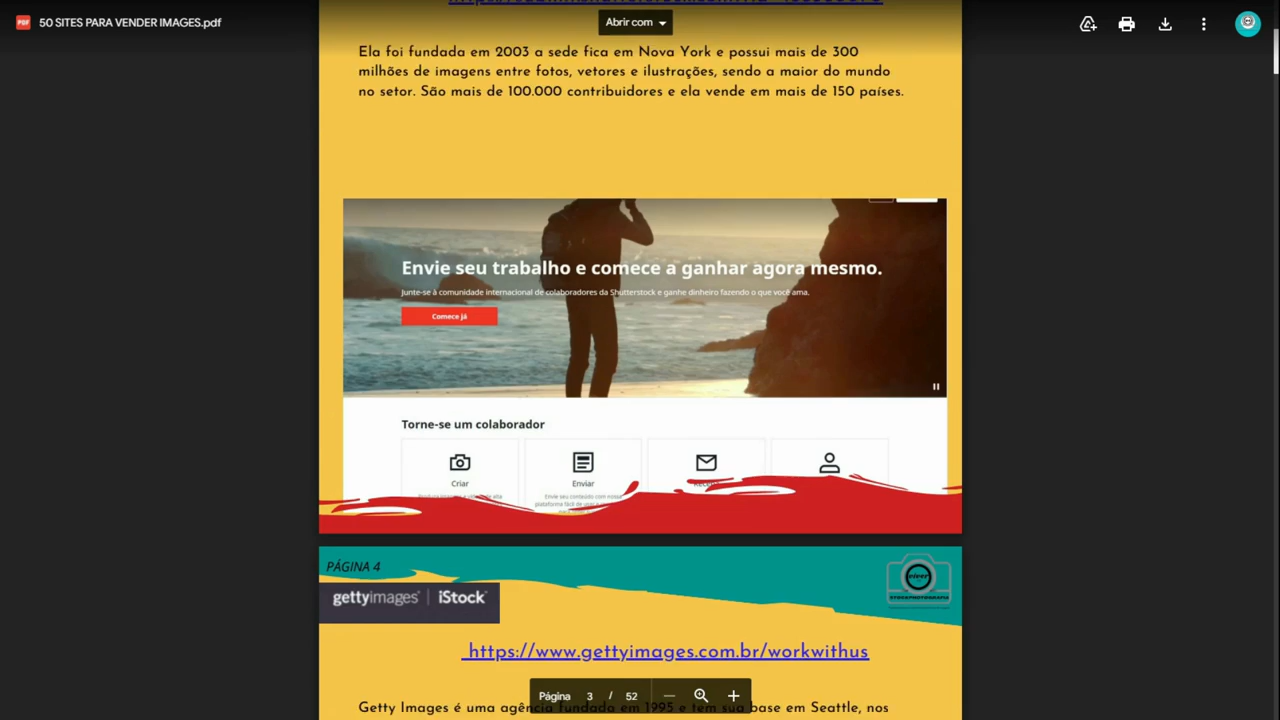 50 SITES PARA VENDER IMAGES.pdf
Abrir com
Ela foi fundada em 2003 a sede fica em Nova York e possui mais de 300
milhões de imagens entre fotos, vetores e ilustrações, sendo a maior do mundo
no setor. São mais de 100.000 contribuidores e ela vende em mais de 150 países.
Envie seu trabalho e comece a ganhar agora mesmo.
Junte-se à comunidade internacional de colaboradores da Shutterstock e ganhe dinheiro fazendo o que você ama.
Comece já
Torne-se um colaborador
Criar
Enviar
Envie seu conteúdo com nossa
PÁGINA 4
gettyimages | iStock
https://www.gettyimages.com.br/workwithus
Página 3 / 52
Getty Images é uma agência fundada em 1995 e tem sua base em Seattle, nos